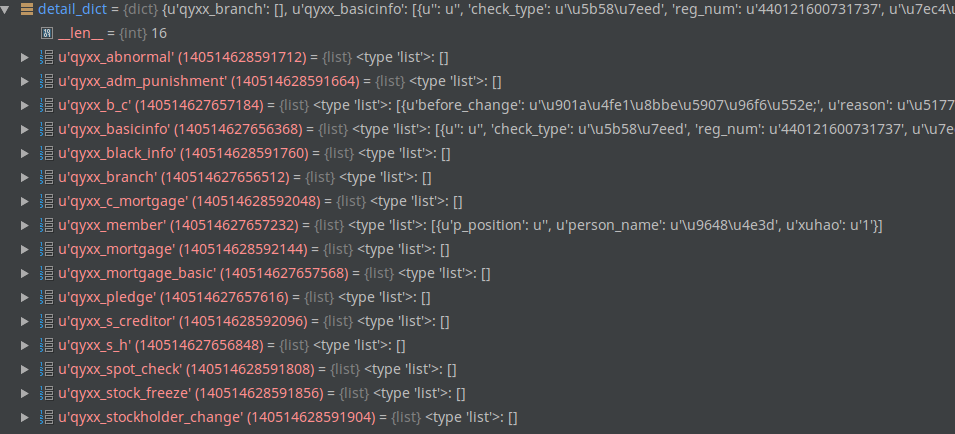 detail_dict = {dict} {u'qyxx_branch': [], u'qyxx_basicInfo': [{u'': u'', 'check_type': u'\u5b58\u7eed', 'reg_num': u'440121600731737', u'\u7ec4\u
__len__ = {int} 16
u'qyxx_abnormal' (140514628591712) = {list} <type 'list'>: []
u'qyxx_adm_punishment' (140514628591664) = {list} <type 'list'>: []
u'qyxx_b_c' (140514627657184) = {list} <type 'list'>: [{u'before_change': u'\u901a\u4fe1\u8bbe\u5907\u96f6\u552e;', u'reason': u'\u5177
u'qyxx_basicInfo' (140514627656368) = {list} <type 'list'>: [{u'': u'', 'check_type': u'\u5b58\u7eed', 'reg_num': u'440121600731737', u'\u7e
u'qyxx_black_info' (140514628591760) = {list} <type 'list'>: []
u'qyxx_branch' (140514627656512) = {list} <type 'list'>: []
u'qyxx_c_mortgage' (140514628592048) = {list} <type 'list'>: []
u'qyxx_member' (140514627657232) = {list} <type 'list'>: [{u'p_position': u'', u'person_name': u'\u9648\u4e3d', u'xuhao': u'1'}]
u'qyxx_mortgage' (140514628592144) = {list} <type 'list'>: []
u'qyxx_mortgage_basic' (140514627657568) = {list} <type 'list'>: []
u'qyxx_pledge' (140514627657616) = {list} <type 'list'>: []
u'qyxx_s_creditor' (140514628592096) = {list} <type 'list'>: []
u'qyxx_s_h' (140514627656848) = {list} <type 'list'>: []
u'qyxx_spot_check' (140514628591808) = {list} <type 'list'>: []
u'qyxx_stock_freeze' (140514628591856) = {list} <type 'list'>: []
u'qyxx_stockholder_change' (140514628591904) = {list} <type 'list'>: []